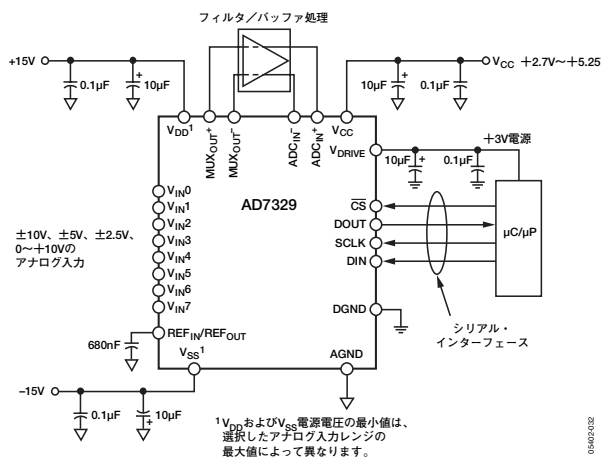 フィルタ／バッファ処理
+15V
0.1µF
10µF
+
VCC +2.7V～+5.25
10µF
+
0.1µF
VDD1
MUXOUT+
MUXOUT–
ADCIN–
ADCIN+
VCC
VDRIVE
+3V電源
10µF
+
0.1µF
AD7329
±10V、±5V、±2.5V、
0～+10Vの
アナログ入力
VIN0
VIN1
VIN2
VIN3
VIN4
VIN5
VIN6
VIN7
CS
DOUT
SCLK
DIN
µC/µP
シリアル・
インターフェース
DGND
680nF
REFIN/REFOUT
VSS1
AGND
–15V
0.1µF
10µF
+
1VDDおよびVSS電源電圧の最小値は、
選択したアナログ入力レンジの
最大値によって異なります。
05402-032